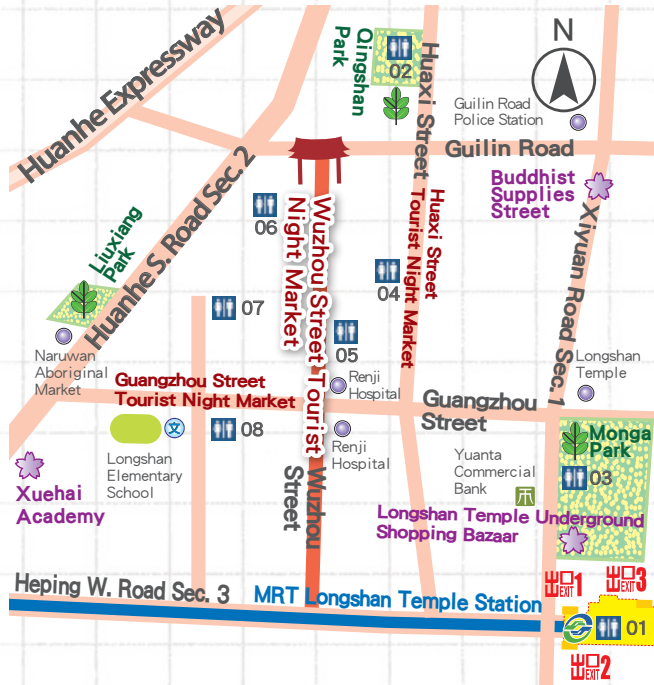 N
Qingshan
Park
02
Huaxi Street
Huanhe Expressway
Guilin Road
Police Station
Guilin Road
Huanhe S. Road Sec. 2
Buddhist
Supplies
Street
06
Wuzhou Street Tourist
Night Market
Huaxi Street
Tourist Night Market
Xiyuan Road Sec. 1
Liuxiang
Park
04
07
05
Naruwan
Aboriginal
Market
Longshan
Temple
Guangzhou Street
Tourist Night Market
Renji
Hospital
Guangzhou
Street
文
08
Renji
Hospital
Monga
Park
03
Longshan
Elementary
School
Yuanta
Commercial
Bank
Xuehai
Academy
Wuzhou
Street
Longshan Temple Underground
Shopping Bazaar
Heping W. Road Sec. 3
MRT Longshan Temple Station
出口1
EXIT
出口3
EXIT
01
出口2
EXIT